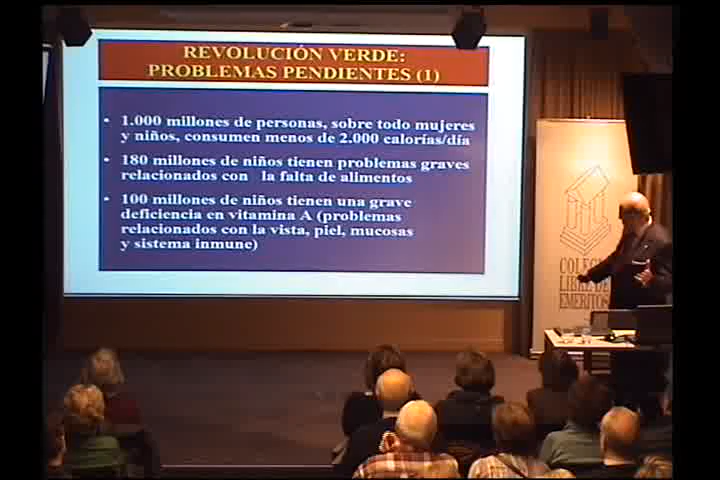 REVOLUCIÓN VERDE:
PROBLEMAS PENDIENTES (1)
• 1.000 millones de personas, sobre todo mujeres
y niños, consumen menos de 2.000 calorías/día
• 180 millones de niños tienen problemas graves
relacionados con la falta de alimentos
• 100 millones de niños tienen una grave
deficiencia en vitamina A (problemas
relacionados con la vista, piel, mucosas
y sistema inmune)
LIBRE DE
EMÉRITOS